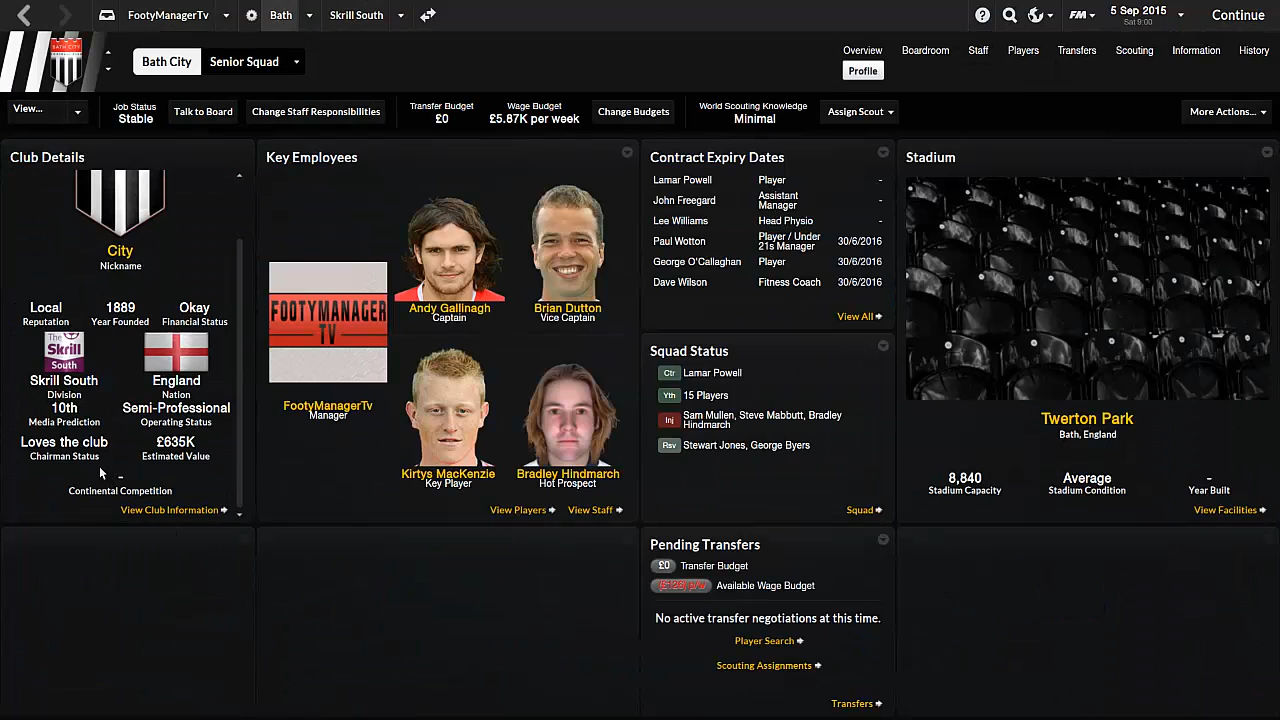 FootyManagerTv
Bath
Skrill South
FM
5 Sep 2015
Sat 9:00
Continue
BATH CITY
Bath City
Senior Squad
Overview
Boardroom
Staff
Players
Transfers
Scouting
Information
History
Profile
View...
Job Status
Stable
Talk to Board
Change Staff Responsibilities
Transfer Budget
£0
Wage Budget
£5.87K per week
Change Budgets
World Scouting Knowledge
Minimal
Assign Scout
More Actions...
Club Details
City
Nickname
Local
Reputation
1889
Year Founded
Okay
Financial Status
The
Skrill
South
Skrill South
Division
England
Nation
10th
Media Prediction
Semi-Professional
Operating Status
Loves the club
Chairman Status
£635K
Estimated Value
-
Continental Competition
View Club Information
Key Employees
FOOTYMANAGER
TV
FootyManagerTv
Manager
Andy Gallinagh
Captain
Brian Dutton
Vice Captain
Kirtys MacKenzie
Key Player
Bradley Hindmarch
Hot Prospect
View Players
View Staff
Contract Expiry Dates
Lamar Powell Player -
John Freegard Assistant Manager -
Lee Williams Head Physio -
Paul Wotton Player / Under 21s Manager 30/6/2016
George O'Callaghan Player 30/6/2016
Dave Wilson Fitness Coach 30/6/2016
View All
Squad Status
Ctr Lamar Powell
Yth 15 Players
Inj Sam Mullen, Steve Mabbutt, Bradley
Hindmarch
Rsv Stewart Jones, George Byers
Squad
Pending Transfers
£0 Transfer Budget
Available Wage Budget
No active transfer negotiations at this time.
Player Search
Scouting Assignments
Transfers
Stadium
Twerton Park
Bath, England
8,840
Stadium Capacity
Average
Stadium Condition
-
Year Built
View Facilities